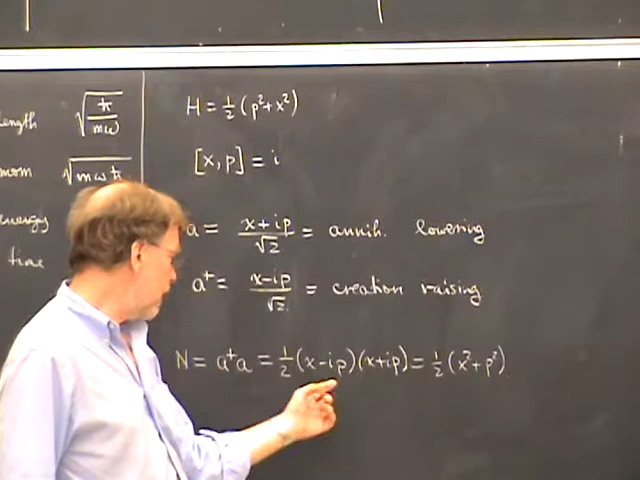 length √(ħ/mω)
mom √(mωħ)
energy
time
H = ½(p²+x²)
[x,p] = i
a = (x+ip)/√2 = annih. lowering
a⁺ = (x-ip)/√2 = creation raising
N = a⁺a = ½(x-ip)(x+ip) = ½(x²+p²)